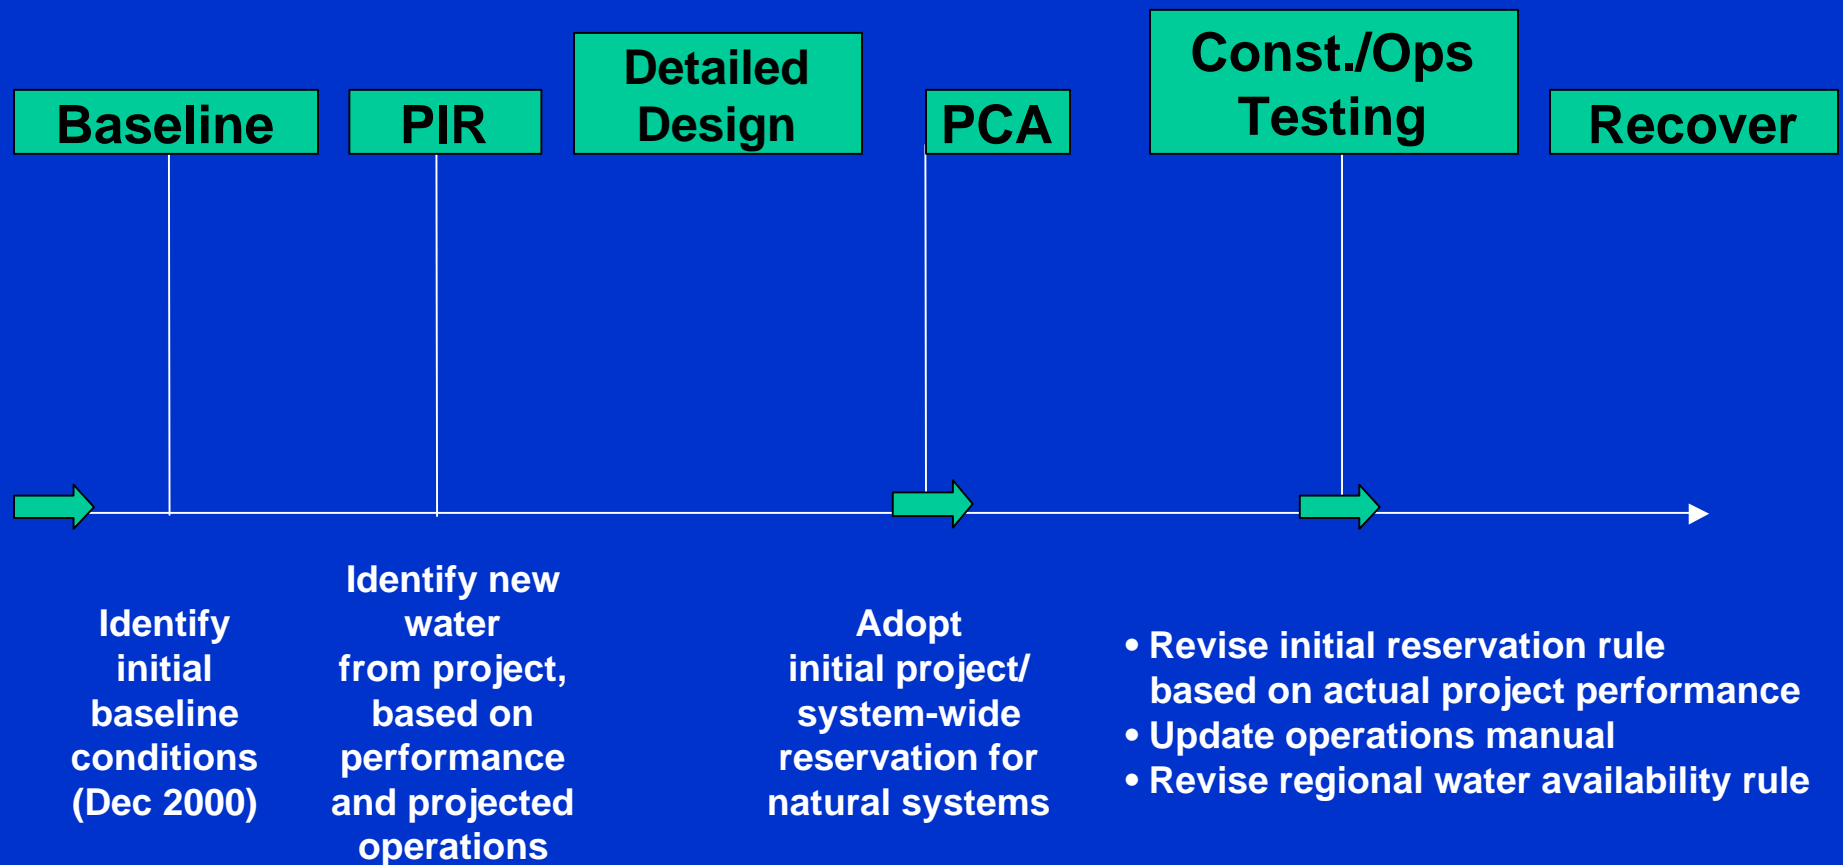 Baseline
PIR
Detailed
Design
PCA
Const./Ops
Testing
Recover
Identify
initial
baseline
conditions
(Dec 2000)
Identify new
water
from project,
based on
performance
and projected
operations
Adopt
initial project/
system-wide
reservation for
natural systems
• Revise initial reservation rule
based on actual project performance
• Update operations manual
• Revise regional water availability rule